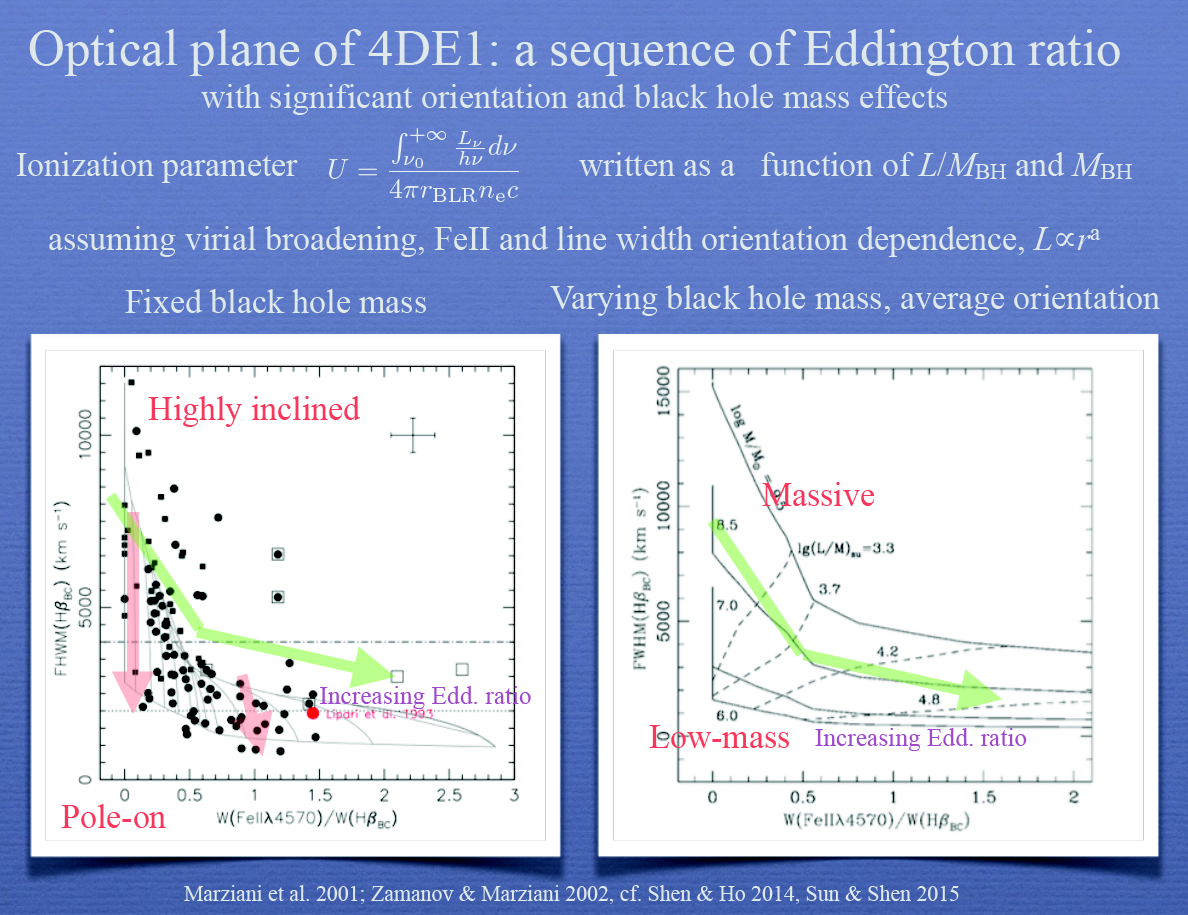 Optical plane of 4DE1: a sequence of Eddington ratio
with significant orientation and black hole mass effects
Ionization parameter U = ∫ν₀^+∞ (Lν/hν) dν / 4πr_BLR n_e c written as a function of L/M_BH and M_BH
assuming virial broadening, FeII and line width orientation dependence, L∝rᵃ
Fixed black hole mass
Highly inclined
10000
5000
0
FHWM(Hβ_BC) (km s⁻¹)
Increasing Edd. ratio
Lipari et al. 1993
0 0.5 1 1.5 2 2.5 3
Pole-on
W(FeIIλ4570)/W(Hβ_BC)
Varying black hole mass, average orientation
15000
10000
5000
0
FWHM(Hβ_BC) (km s⁻¹)
log M/M⊙ =
Massive
8.5
lg(L/M)_su=3.3
3.7
7.0
4.2
4.8
6.0
Low-mass
Increasing Edd. ratio
0 0.5 1 1.5 2
W(FeIIλ4570)/W(Hβ_BC)
Marziani et al. 2001; Zamanov & Marziani 2002, cf. Shen & Ho 2014, Sun & Shen 2015